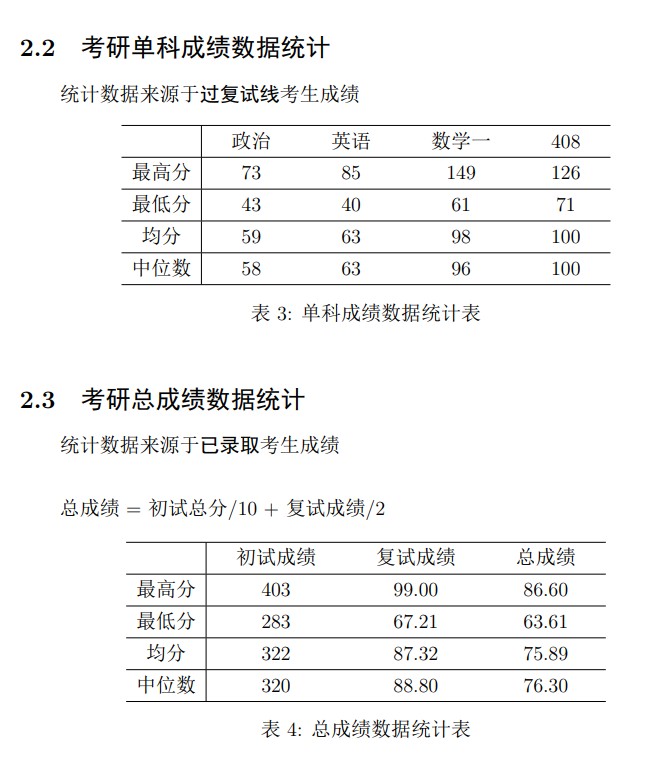 2.2 考研单科成绩数据统计
统计数据来源于过复试线考生成绩
政治 英语 数学一 408
最高分 73 85 149 126
最低分 43 40 61 71
均分 59 63 98 100
中位数 58 63 96 100
表 3: 单科成绩数据统计表
2.3 考研总成绩数据统计
统计数据来源于已录取考生成绩
总成绩 = 初试总分/10 + 复试成绩/2
初试成绩 复试成绩 总成绩
最高分 403 99.00 86.60
最低分 283 67.21 63.61
均分 322 87.32 75.89
中位数 320 88.80 76.30
表 4: 总成绩数据统计表